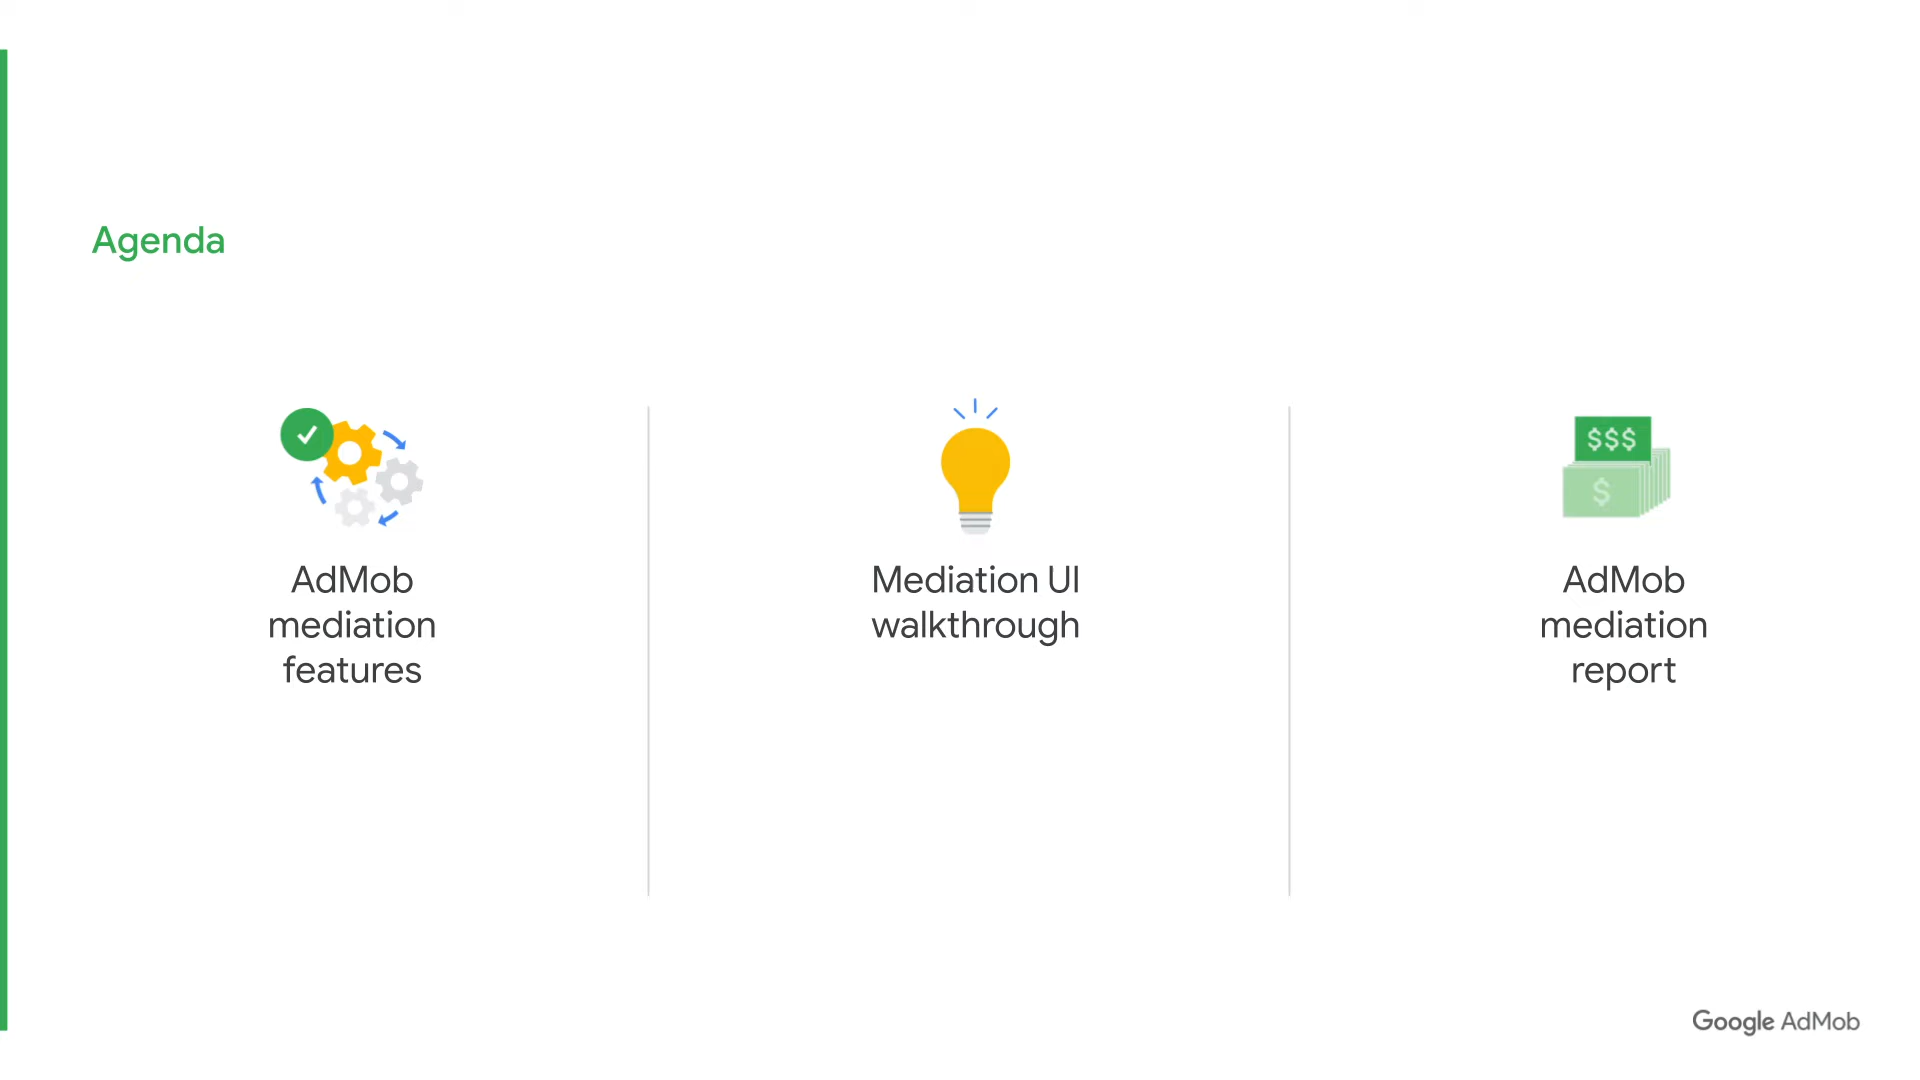 Agenda
$$$
$
AdMob
mediation
features
Mediation UI
walkthrough
AdMob
mediation
report
Google AdMob